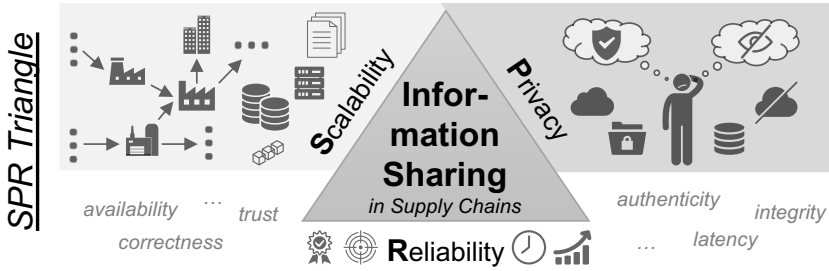 SPR Triangle
Scalability
Privacy
Infor-
mation
Sharing
in Supply Chains
availability
...
trust
correctness
Reliability
authenticity
integrity
...
latency